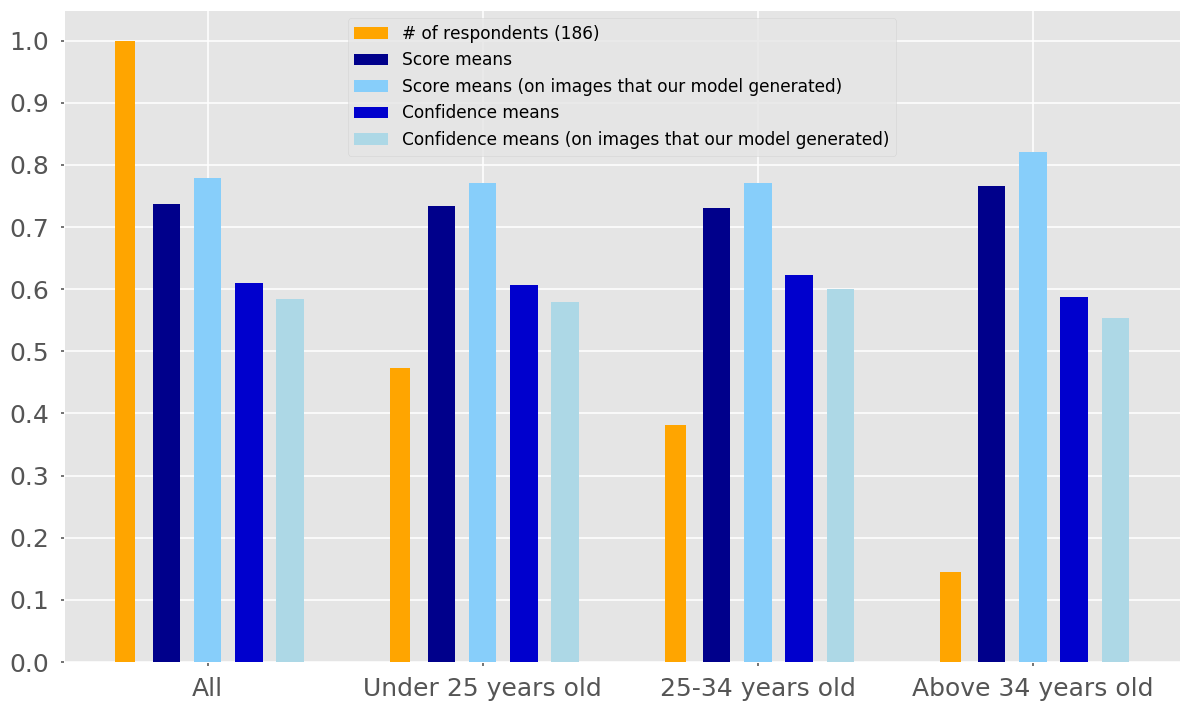 # of respondents (186)
Score means
Score means (on images that our model generated)
Confidence means
Confidence means (on images that our model generated)
1.0
0.9
0.8
0.7
0.6
0.5
0.4
0.3
0.2
0.1
0.0
All
Under 25 years old
25-34 years old
Above 34 years old